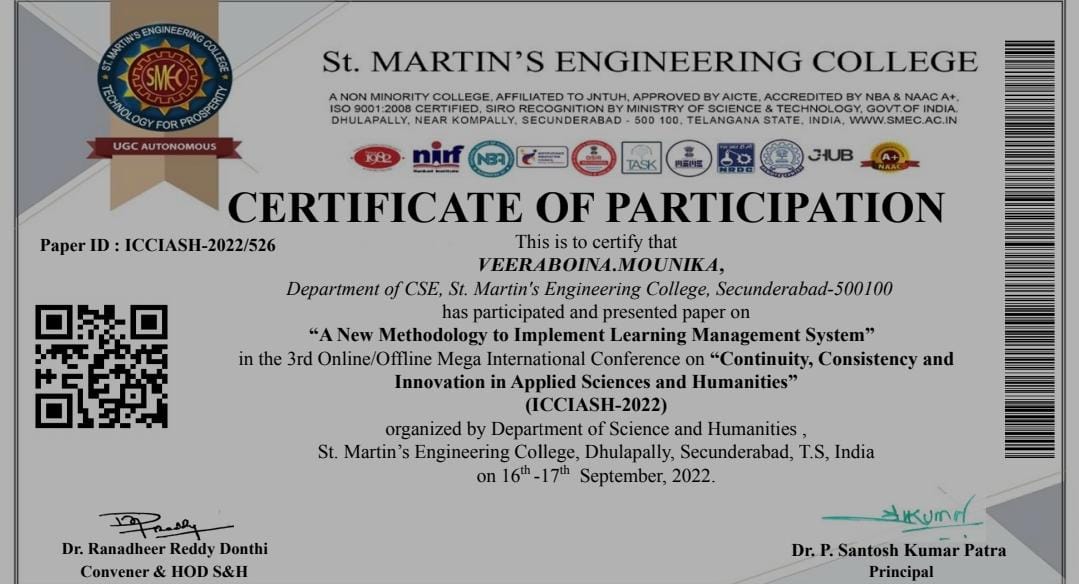 ST. MARTIN'S ENGINEERING COLLEGE
SMEC
TECHNOLOGY FOR PROSPERITY
UGC AUTONOMOUS
St. MARTIN'S ENGINEERING COLLEGE
A NON MINORITY COLLEGE, AFFILIATED TO JNTUH, APPROVED BY AICTE, ACCREDITED BY NBA & NAAC A+,
ISO 9001:2008 CERTIFIED, SIRO RECOGNITION BY MINISTRY OF SCIENCE & TECHNOLOGY, GOVT.OF INDIA.
DHULAPALLY, NEAR KOMPALLY, SECUNDERABAD - 500 100, TELANGANA STATE, INDIA, WWW.SMEC.AC.IN
1982 nirf NBA TASK NRDC J-HUB A+ NAAC
CERTIFICATE OF PARTICIPATION
Paper ID : ICCIASH-2022/526
This is to certify that
VEERABOINA.MOUNIKA,
Department of CSE, St. Martin's Engineering College, Secunderabad-500100
has participated and presented paper on
“A New Methodology to Implement Learning Management System”
in the 3rd Online/Offline Mega International Conference on “Continuity, Consistency and
Innovation in Applied Sciences and Humanities”
(ICCIASH-2022)
organized by Department of Science and Humanities ,
St. Martin’s Engineering College, Dhulapally, Secunderabad, T.S, India
on 16th -17th September, 2022.
Dr. Ranadheer Reddy Donthi
Convener & HOD S&H
Dr. P. Santosh Kumar Patra
Principal